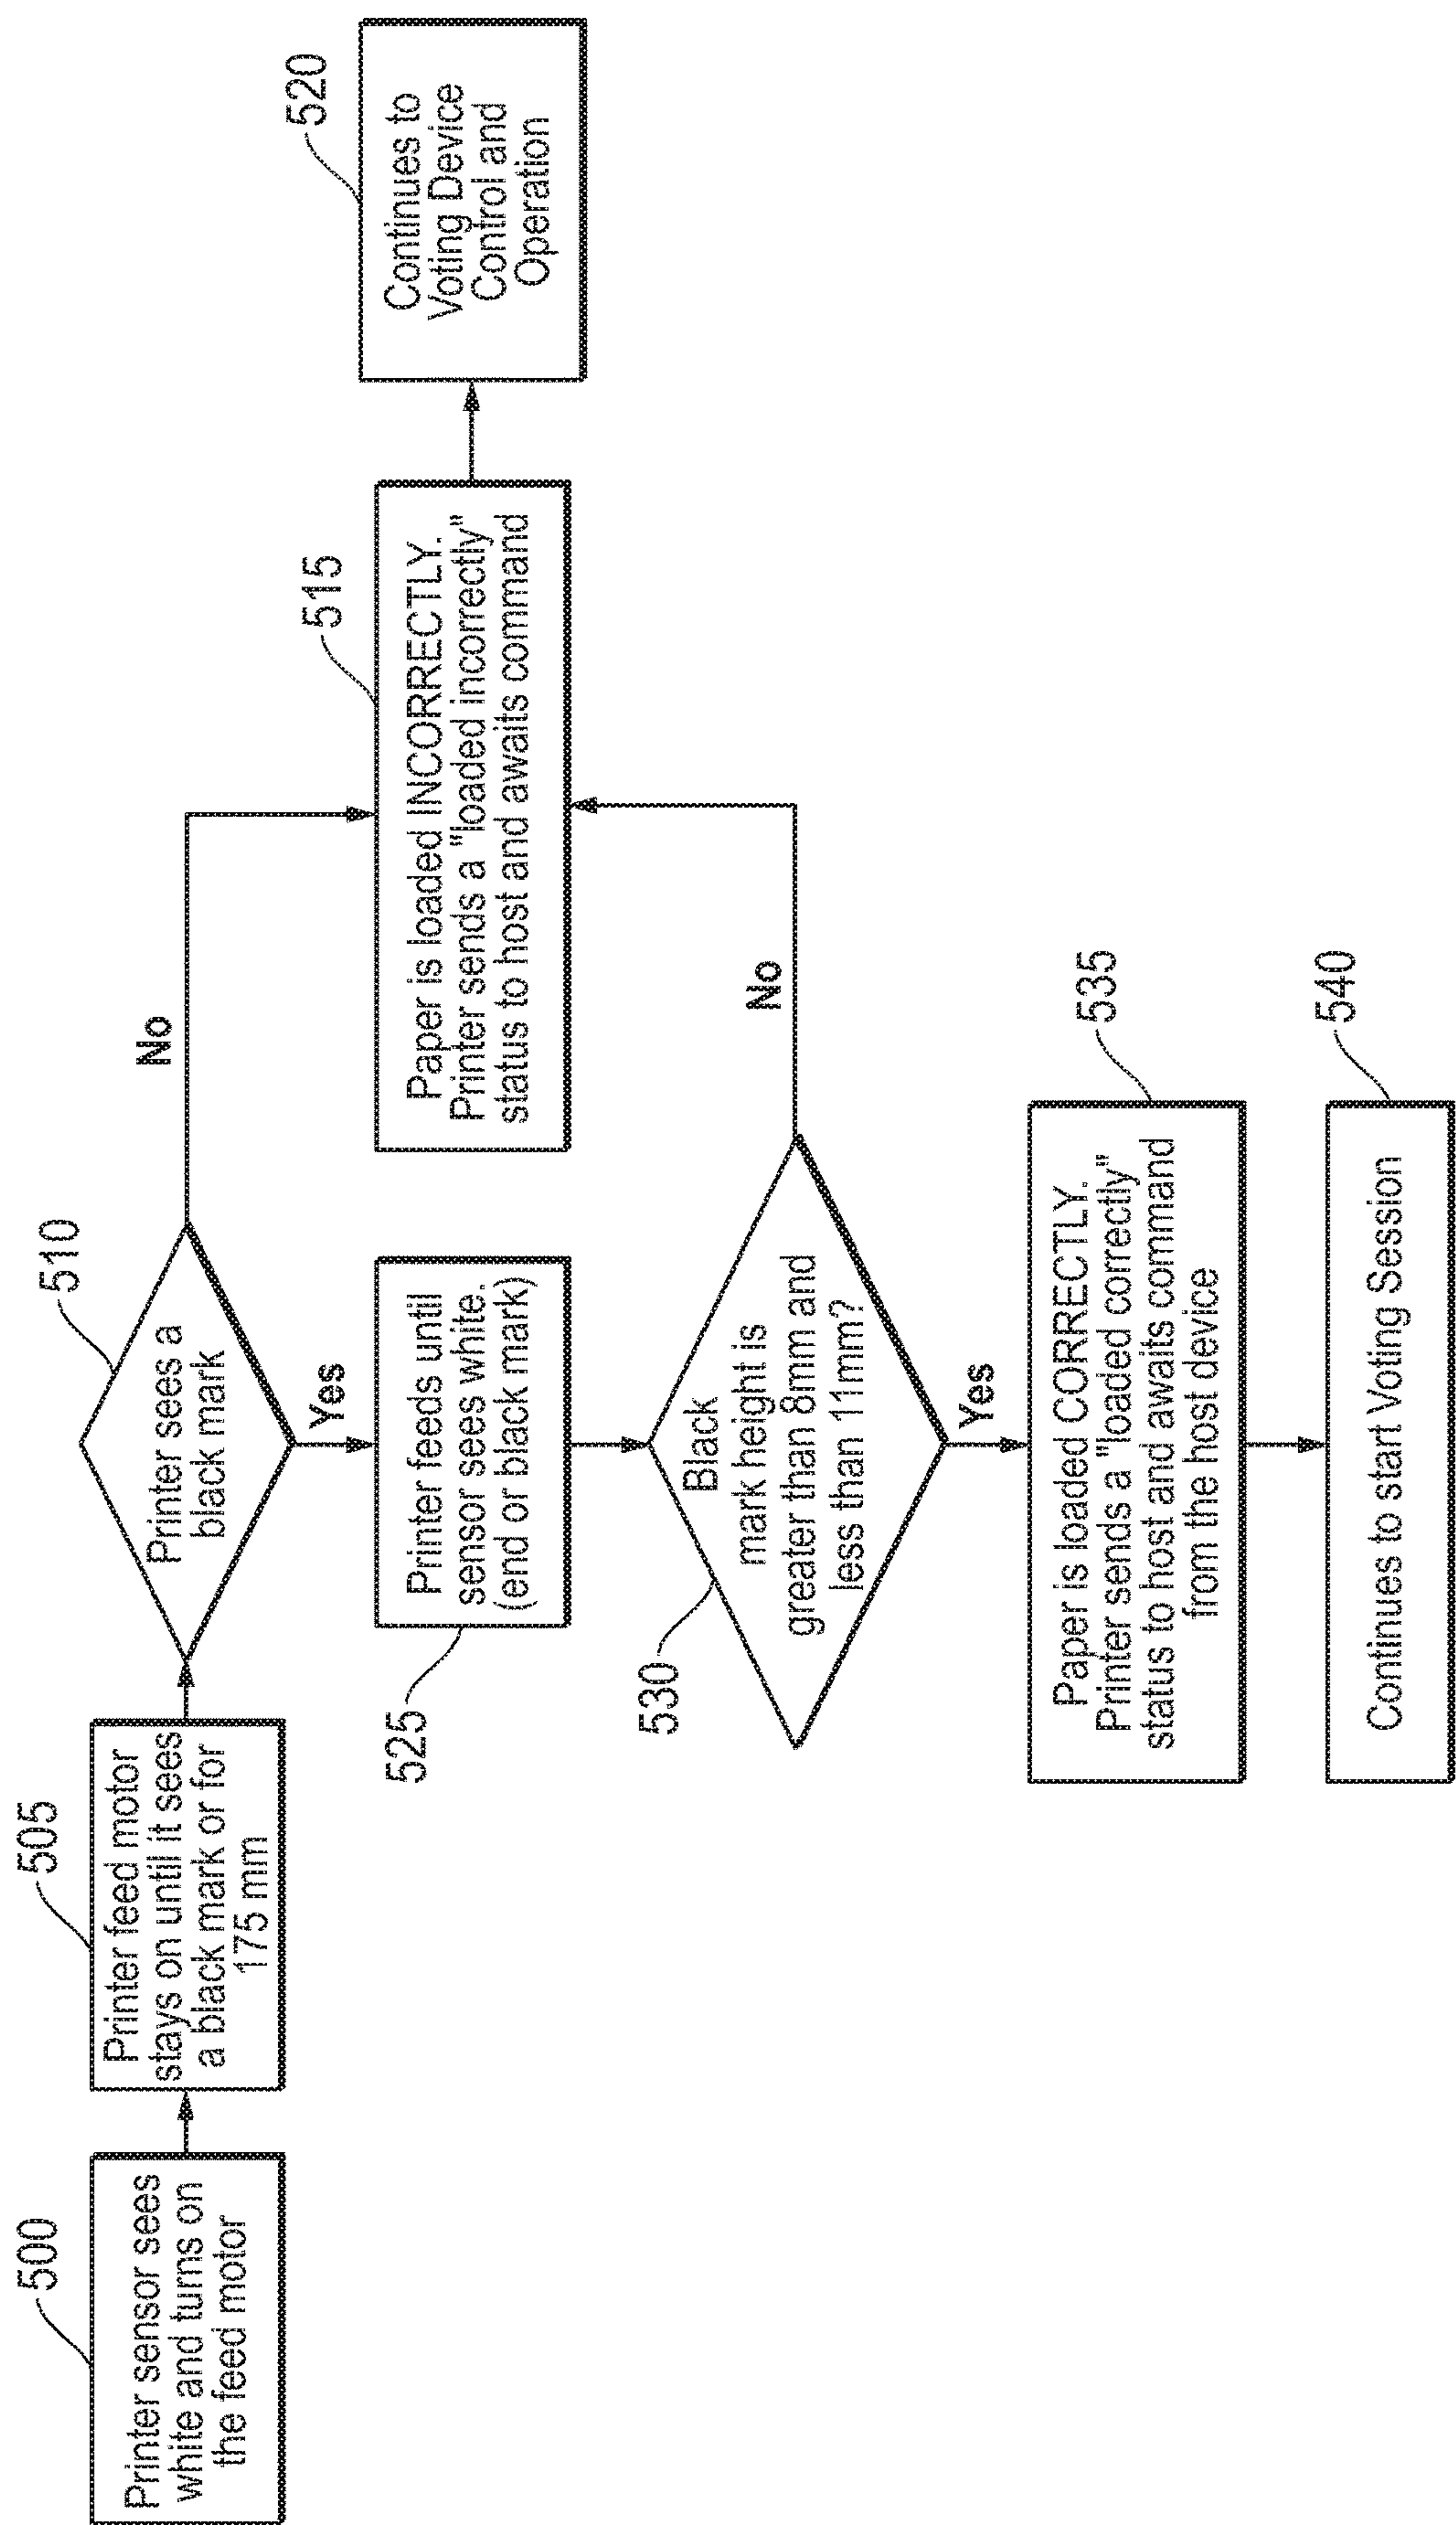 500
Printer sensor sees
white and turns on
the feed motor
505
Printer feed motor
stays on until it sees
a black mark or for
175 mm
510
Printer sees a
black mark
No
Yes
515
Paper is loaded INCORRECTLY.
Printer sends a "loaded incorrectly"
status to host and awaits command
520
Continues to
Voting Device
Control and
Operation
525
Printer feeds until
sensor sees white.
(end or black mark)
530
Black
mark height is
greater than 8mm and
less than 11mm?
No
Yes
535
Paper is loaded CORRECTLY.
Printer sends a "loaded correctly"
status to host and awaits command
from the host device
540
Continues to start Voting Session